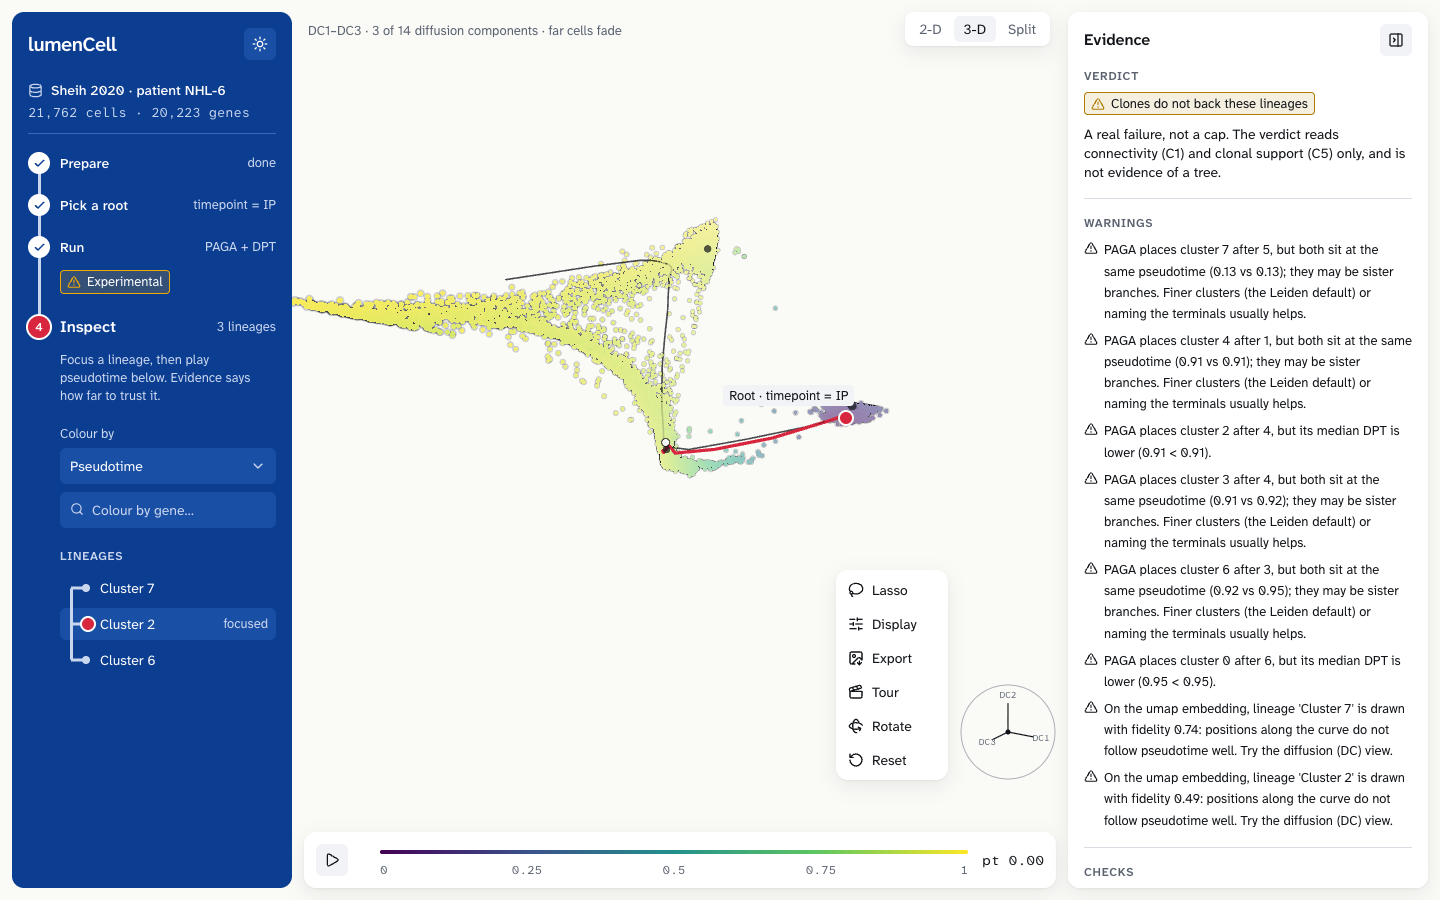 lumenCell
Sheih 2020 · patient NHL-6
21,762 cells · 20,223 genes
Prepare done
Pick a root timepoint = IP
Run PAGA + DPT
Experimental
4 Inspect 3 lineages
Focus a lineage, then play
pseudotime below. Evidence says
how far to trust it.
Colour by
Pseudotime
Colour by gene...
LINEAGES
Cluster 7
Cluster 2 focused
Cluster 6
DC1–DC3 · 3 of 14 diffusion components · far cells fade
2-D 3-D Split
Root · timepoint = IP
Lasso
Display
Export
Tour
Rotate
Reset
DC2
DC1
DC3
0 0.25 0.5 0.75 1
pt 0.00
Evidence
VERDICT
Clones do not back these lineages
A real failure, not a cap. The verdict reads
connectivity (C1) and clonal support (C5) only, and is
not evidence of a tree.
WARNINGS
PAGA places cluster 7 after 5, but both sit at the
same pseudotime (0.13 vs 0.13); they may be sister
branches. Finer clusters (the Leiden default) or
naming the terminals usually helps.
PAGA places cluster 4 after 1, but both sit at the same
pseudotime (0.91 vs 0.91); they may be sister
branches. Finer clusters (the Leiden default) or
naming the terminals usually helps.
PAGA places cluster 2 after 4, but its median DPT is
lower (0.91 < 0.91).
PAGA places cluster 3 after 4, but both sit at the
same pseudotime (0.91 vs 0.92); they may be sister
branches. Finer clusters (the Leiden default) or
naming the terminals usually helps.
PAGA places cluster 6 after 3, but both sit at the
same pseudotime (0.92 vs 0.95); they may be sister
branches. Finer clusters (the Leiden default) or
naming the terminals usually helps.
PAGA places cluster 0 after 6, but its median DPT is
lower (0.95 < 0.95).
On the umap embedding, lineage 'Cluster 7' is drawn
with fidelity 0.74: positions along the curve do not
follow pseudotime well. Try the diffusion (DC) view.
On the umap embedding, lineage 'Cluster 2' is drawn
with fidelity 0.49: positions along the curve do not
follow pseudotime well. Try the diffusion (DC) view.
CHECKS